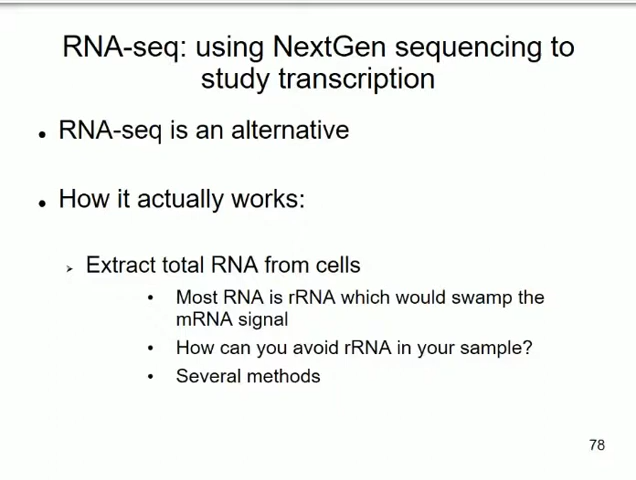 RNA-seq: using NextGen sequencing to
study transcription
• RNA-seq is an alternative
• How it actually works:
➢ Extract total RNA from cells
• Most RNA is rRNA which would swamp the
mRNA signal
• How can you avoid rRNA in your sample?
• Several methods
78